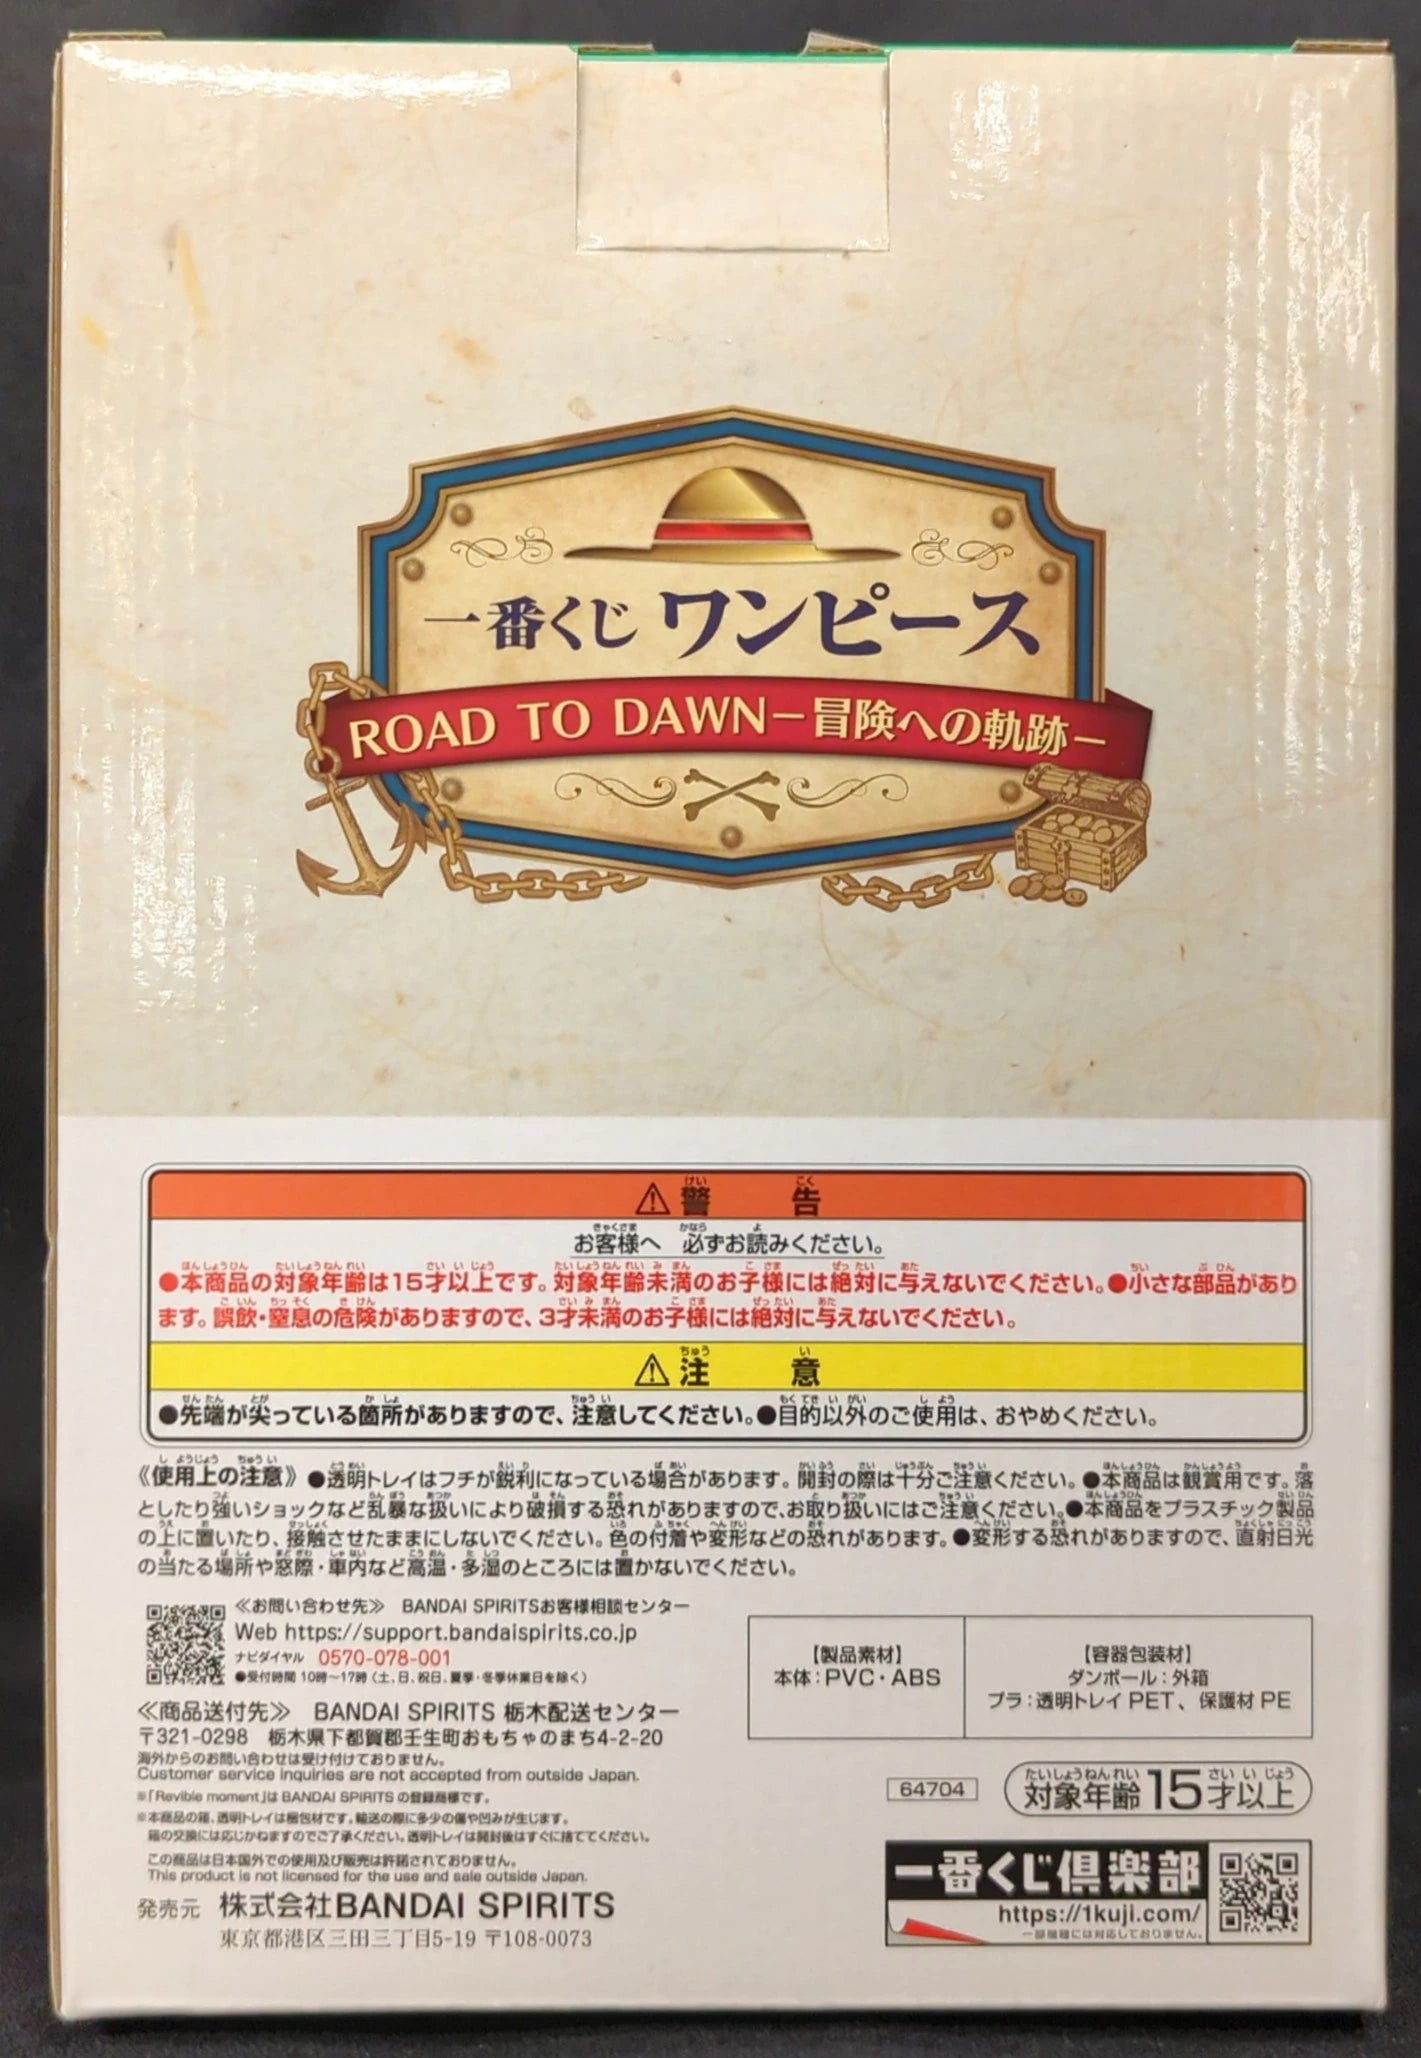 一番くじ ワンピース
ROAD TO DAWN－冒険への軌跡－
⚠警告
お客様へ 必ずお読みください。
●本商品の対象年齢は15才以上です。対象年齢未満のお子様には絶対に与えないでください。●小さな部品があり
ます。誤飲・窒息の危険がありますので、3才未満のお子様には絶対に与えないでください。
⚠注意
●先端が尖っている箇所がありますので、注意してください。●目的以外のご使用は、おやめください。
《使用上の注意》●透明トレイはフチが鋭利になっている場合があります。開封の際は十分ご注意ください。●本商品は観賞用です。落
としたり強いショックなど乱暴な扱いにより破損する恐れがありますので、お取り扱いにはご注意ください。●本商品をプラスチック製品
の上に置いたり、接触させたままにしないでください。色の付着や変形などの恐れがあります。●変形する恐れがありますので、直射日光
の当たる場所や窓際・車内など高温・多湿のところには置かないでください。
≪お問い合わせ先≫ BANDAI SPIRITSお客様相談センター
Web https://support.bandaispirits.co.jp
ナビダイヤル 0570-078-001
●受付時間 10時～17時(土、日、祝日、夏季・冬季休業日を除く)
≪商品送付先≫ BANDAI SPIRITS 栃木配送センター
〒321-0298 栃木県下都賀郡壬生町おもちゃのまち4-2-20
海外からのお問い合わせは受け付けておりません。
Customer service inquiries are not accepted from outside Japan.
※「Revible moment」は BANDAI SPIRITS の登録商標です。
※本商品の箱、透明トレイは梱包材です。輸送の際に多少の傷や凹みが生じます。
箱の交換には応じかねますのでご了承ください。透明トレイは開封後はすぐに捨ててください。
この商品は日本国外での使用及び販売は許諾されておりません。
This product is not licensed for the use and sale outside Japan.
発売元 株式会社BANDAI SPIRITS
東京都港区三田三丁目5-19 〒108-0073
【製品素材】
本体：PVC・ABS
【容器包装材】
ダンボール：外箱
プラ：透明トレイ PET、保護材 PE
64704
対象年齢15才以上
一番くじ倶楽部
https://1kuji.com/
一部機種には対応しておりません。